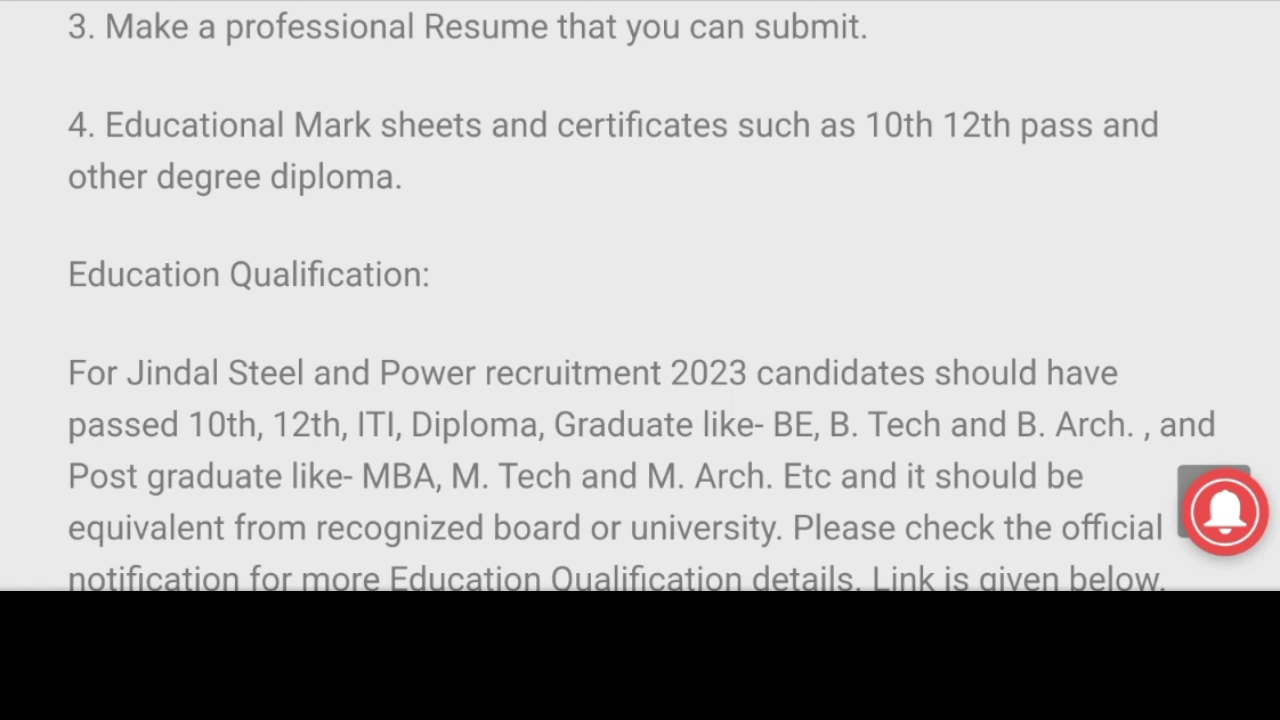 3. Make a professional Resume that you can submit.
4. Educational Mark sheets and certificates such as 10th 12th pass and
other degree diploma.
Education Qualification:
For Jindal Steel and Power recruitment 2023 candidates should have
passed 10th, 12th, ITI, Diploma, Graduate like- BE, B. Tech and B. Arch. , and
Post graduate like- MBA, M. Tech and M. Arch. Etc and it should be
equivalent from recognized board or university. Please check the official
notification for more Education Qualification details. Link is given below.